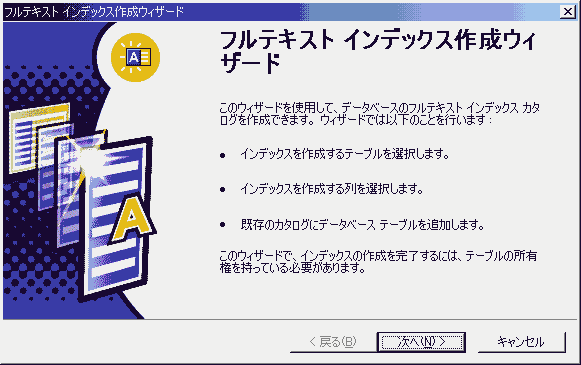 フルテキスト インデックス作成ウィザード
フルテキスト インデックス作成ウィ
ザード
このウィザードを使用して、データベースのフルテキスト インデックス カタ
ログを作成できます。ウィザードでは以下のことを行います:
● インデックスを作成するテーブルを選択します。
● インデックスを作成する列を選択します。
● 既存のカタログにデータベース テーブルを追加します。
このウィザードで、インデックスの作成を完了するには、テーブルの所有
権を持っている必要があります。
A
A
< 戻る(B) 次へ(N) > キャンセル